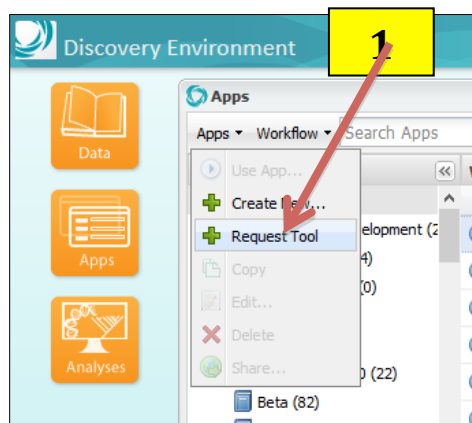 Discovery Environment
1
Data
Apps
Analyses
Apps
Apps Workflow Search Apps
Use App...
Create New...
Request Tool
Copy
Edit...
Delete
Share...
elopment (2
4)
(0)
) (22)
Beta (82)